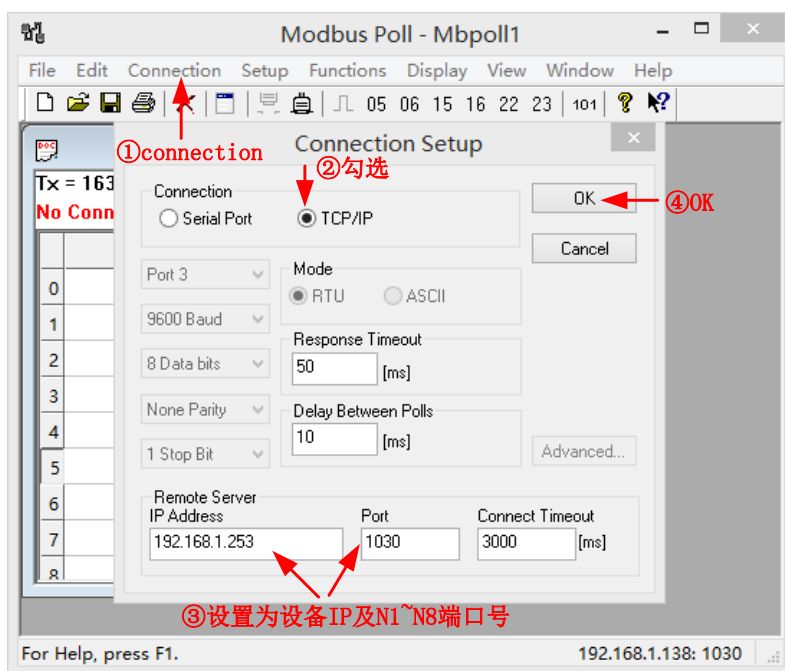 Modbus Poll - Mbpoll1
File Edit Connection Setup Functions Display View Window Help
05 06 15 16 22 23 101
①connection
Connection Setup
②勾选
Tx = 163
No Conn
Connection
Serial Port TCP/IP
OK
④OK
Cancel
Port 3
Mode
RTU ASCII
9600 Baud
Response Timeout
8 Data bits
50 [ms]
None Parity
Delay Between Polls
10 [ms]
1 Stop Bit
Advanced...
0
1
2
3
4
5
6
7
8
Remote Server
IP Address Port Connect Timeout
192.168.1.253 1030 3000 [ms]
③设置为设备IP及N1~N8端口号
For Help, press F1. 192.168.1.138: 1030